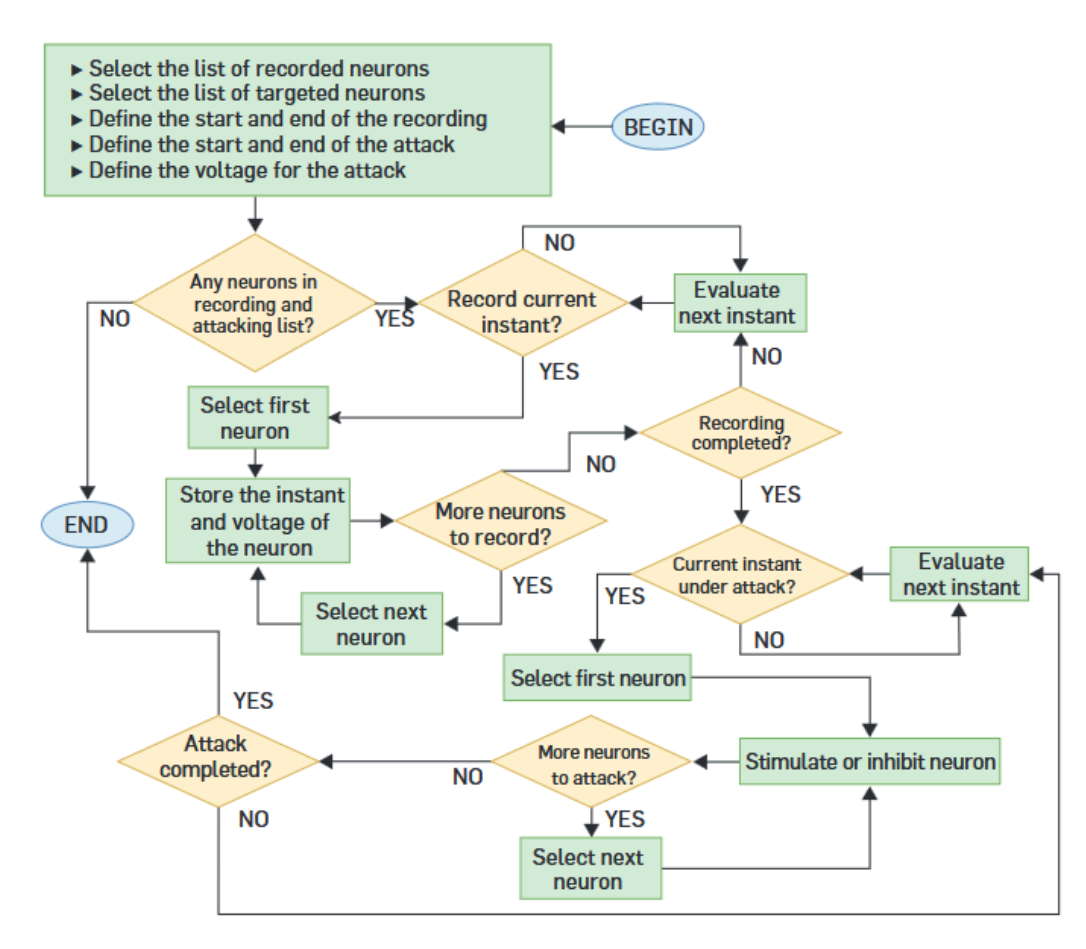 ► Select the list of recorded neurons
► Select the list of targeted neurons
► Define the start and end of the recording
► Define the start and end of the attack
► Define the voltage for the attack
BEGIN
Any neurons in
recording and
attacking list?
NO
YES
Record current
instant?
NO
YES
Evaluate
next instant
NO
Select first
neuron
Recording
completed?
YES
Store the instant
and voltage of
the neuron
More neurons
to record?
NO
YES
Select next
neuron
END
Current instant
under attack?
YES
NO
Evaluate
next instant
Select first neuron
Stimulate or inhibit neuron
More neurons
to attack?
NO
YES
Select next
neuron
Attack
completed?
YES
NO